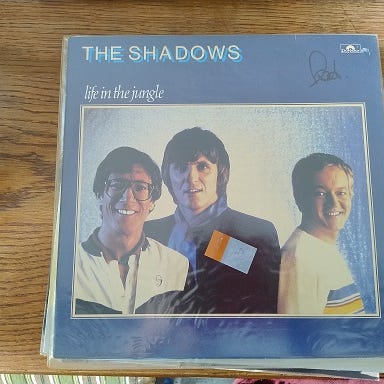 THE SHADOWS
life in the jungle